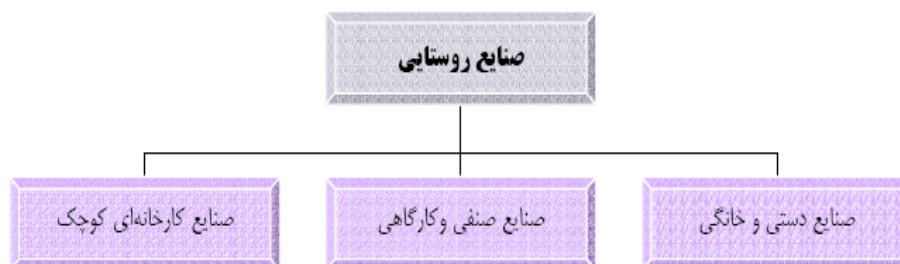 صنایع روستایی
صنایع دستی و خانگی
صنایع صنفی وکارگاهی
صنایع کارخانه‌ای کوچک